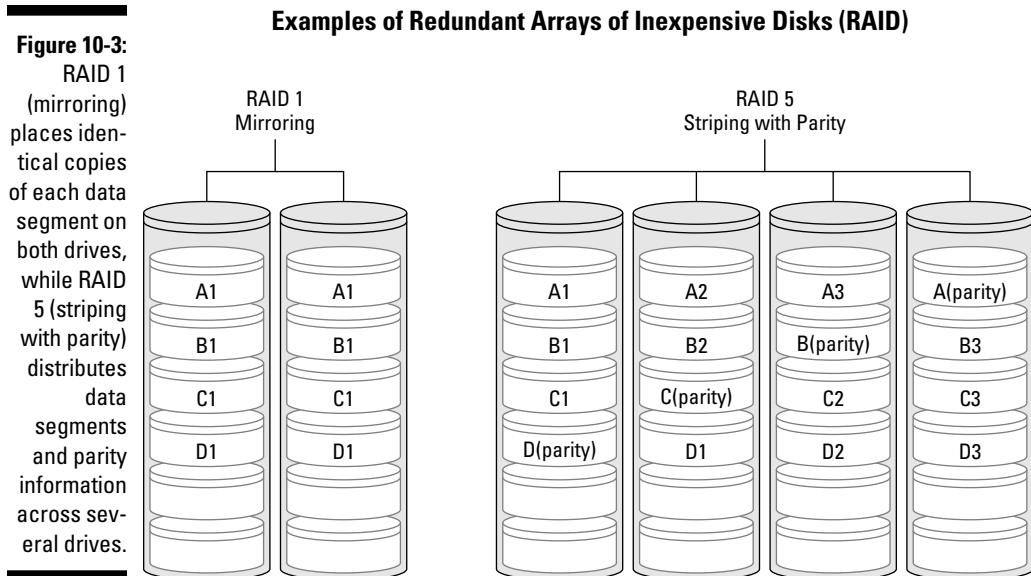 Examples of Redundant Arrays of Inexpensive Disks (RAID)
Figure 10-3:
RAID 1
(mirroring)
places iden-
tical copies
of each data
segment on
both drives,
while RAID
5 (striping
with parity)
distributes
data
segments
and parity
information
across sev-
eral drives.
RAID 1
Mirroring
A1 A1
B1 B1
C1 C1
D1 D1
RAID 5
Striping with Parity
A1 A2 A3 A(parity)
B1 B2 B(parity) B3
C1 C(parity) C2 C3
D(parity) D1 D2 D3